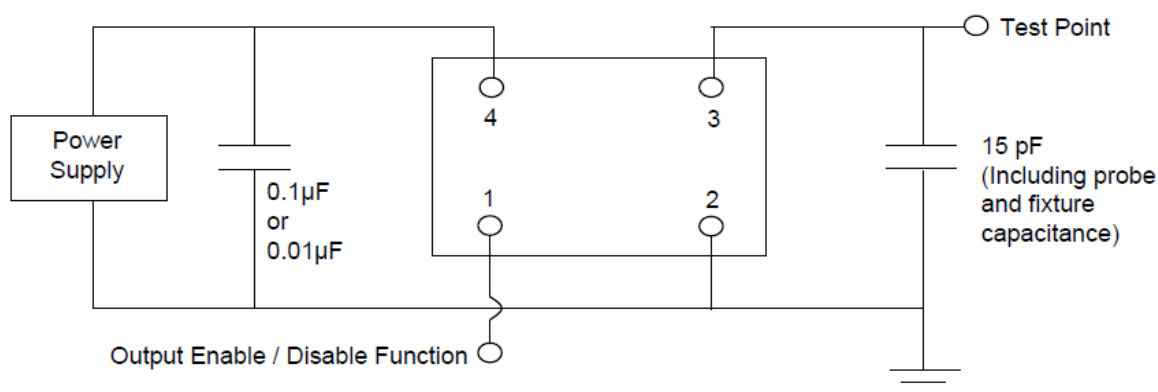 Test Point
4
3
Power
Supply
15 pF
(Including probe
and fixture
capacitance)
0.1µF
or
0.01µF
1
2
Output Enable / Disable Function